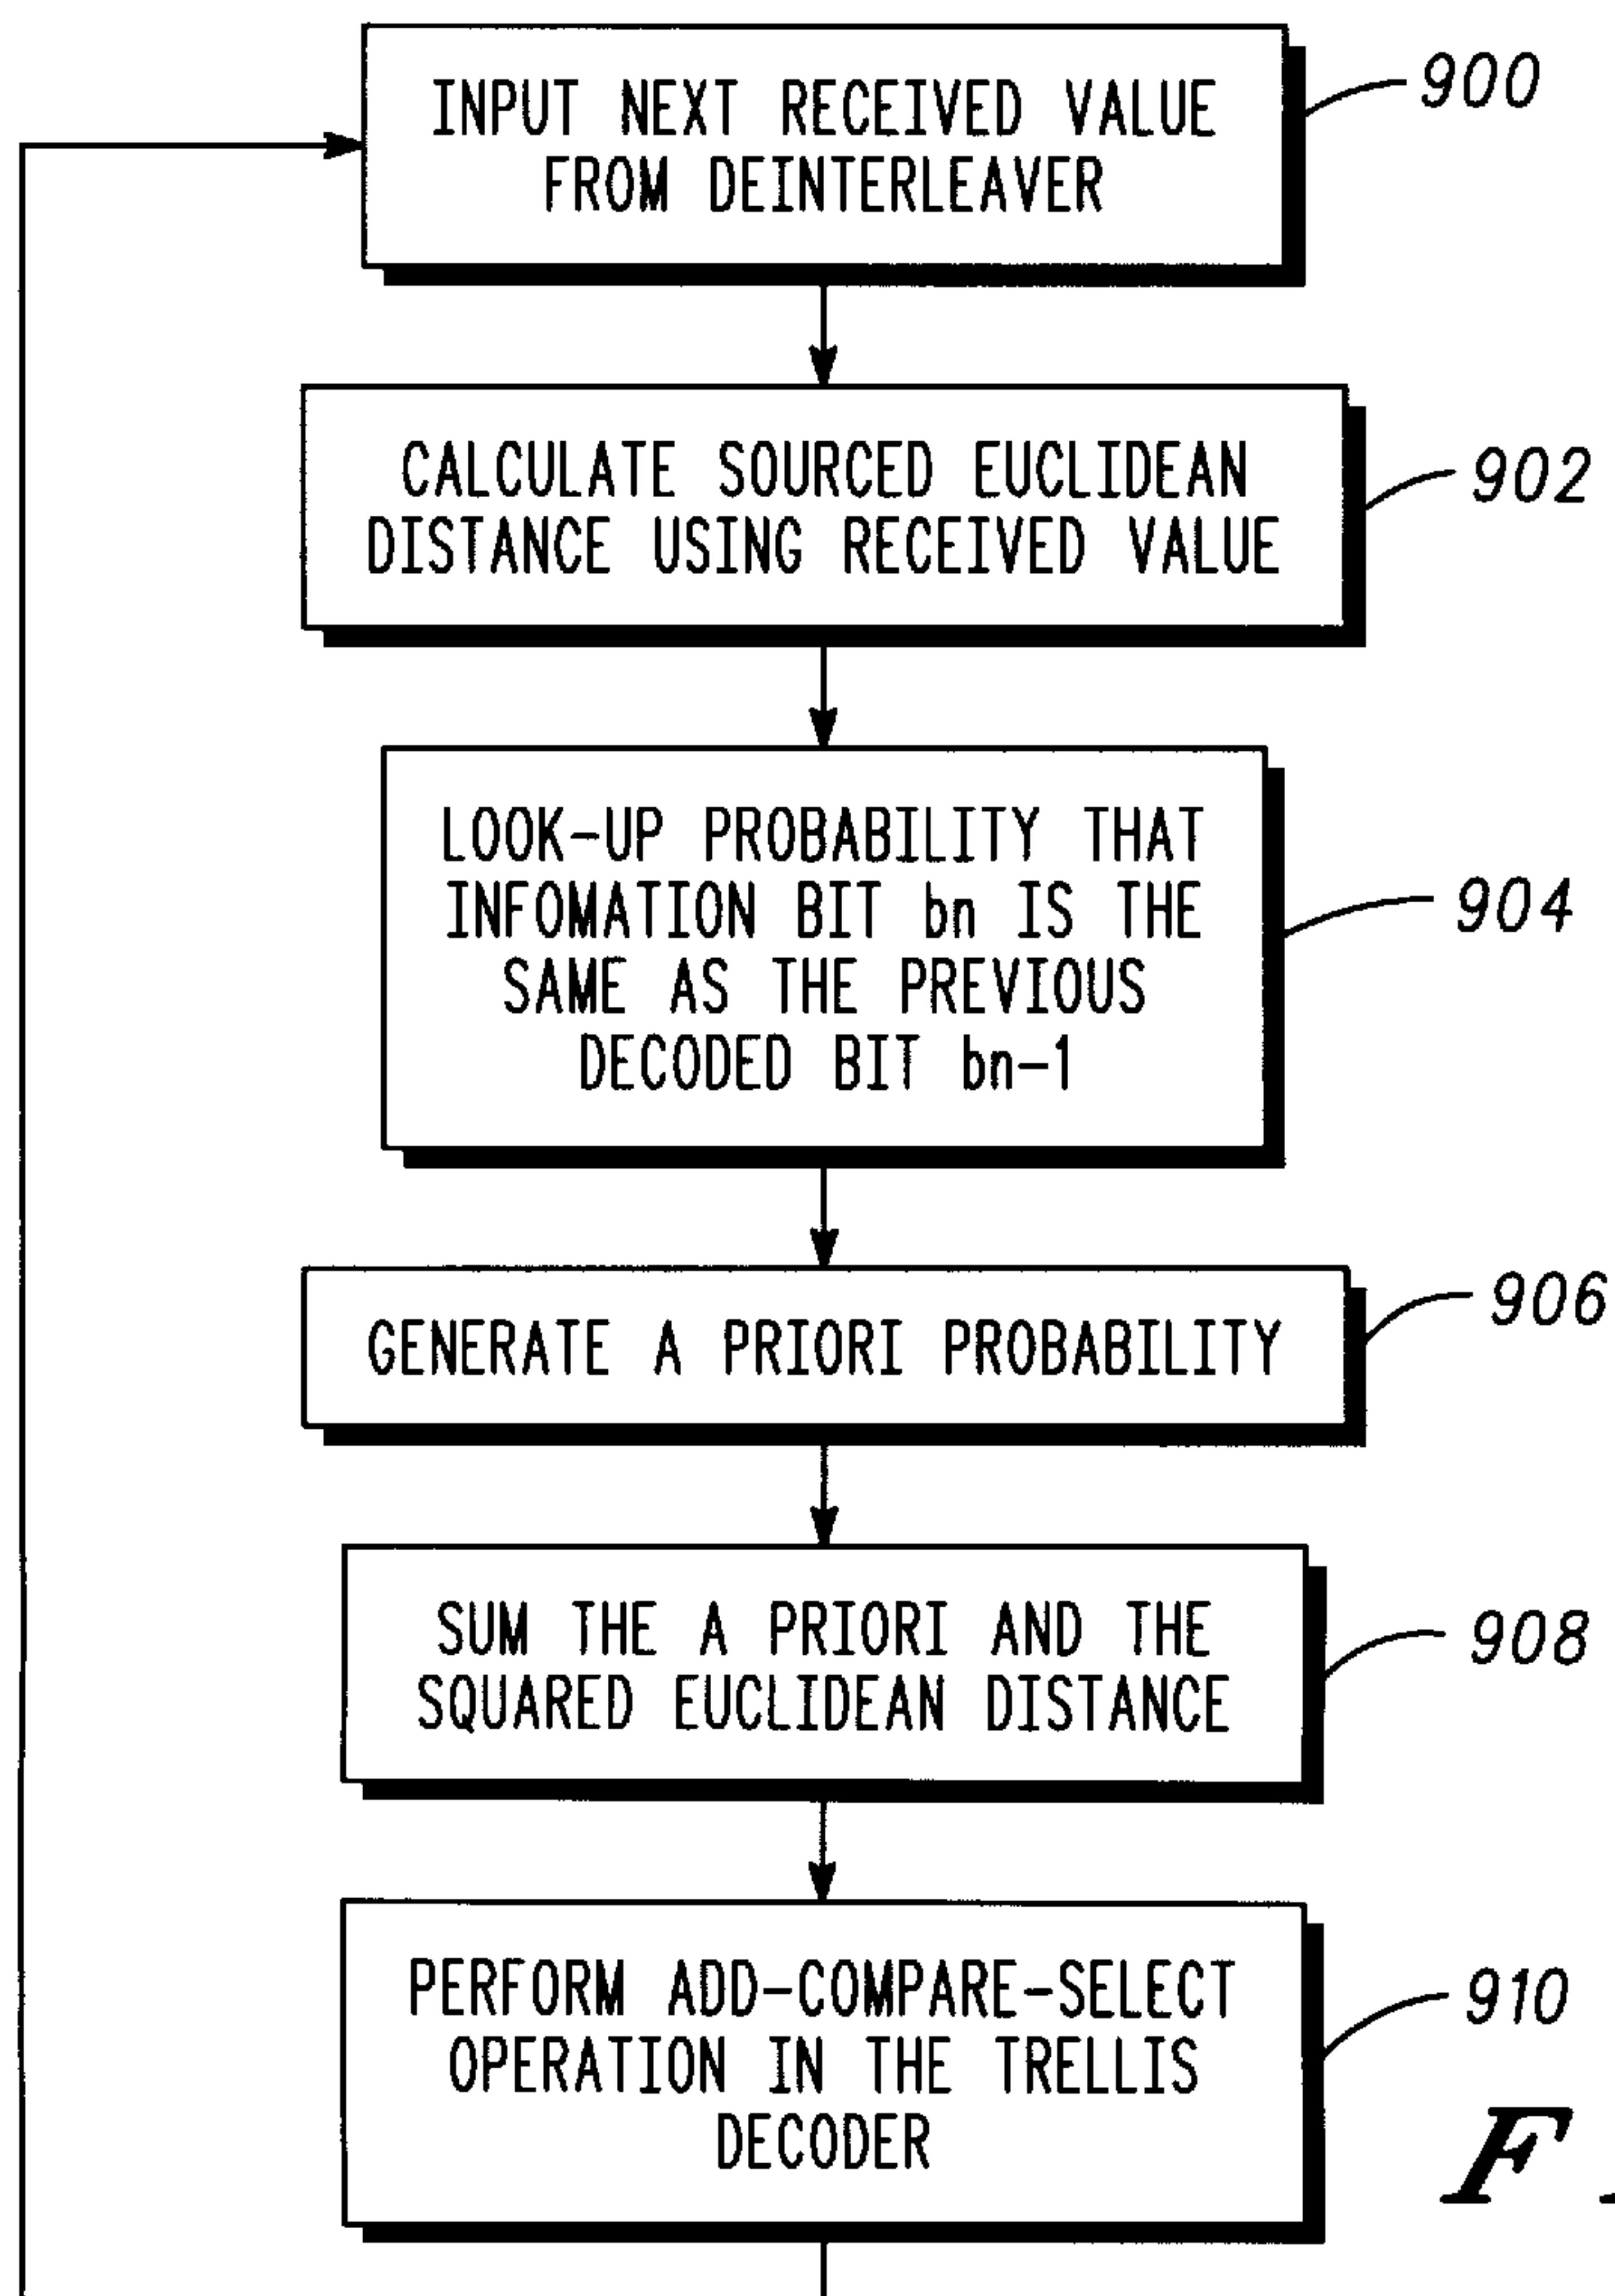 INPUT NEXT RECEIVED VALUE
FROM DEINTERLEAVER
900
CALCULATE SOURCED EUCLIDEAN
DISTANCE USING RECEIVED VALUE
902
LOOK-UP PROBABILITY THAT
INFOMATION BIT bn IS THE
SAME AS THE PREVIOUS
DECODED BIT bn-1
904
GENERATE A PRIORI PROBABILITY
906
SUM THE A PRIORI AND THE
SQUARED EUCLIDEAN DISTANCE
908
PERFORM ADD-COMPARE-SELECT
OPERATION IN THE TRELLIS
DECODER
910